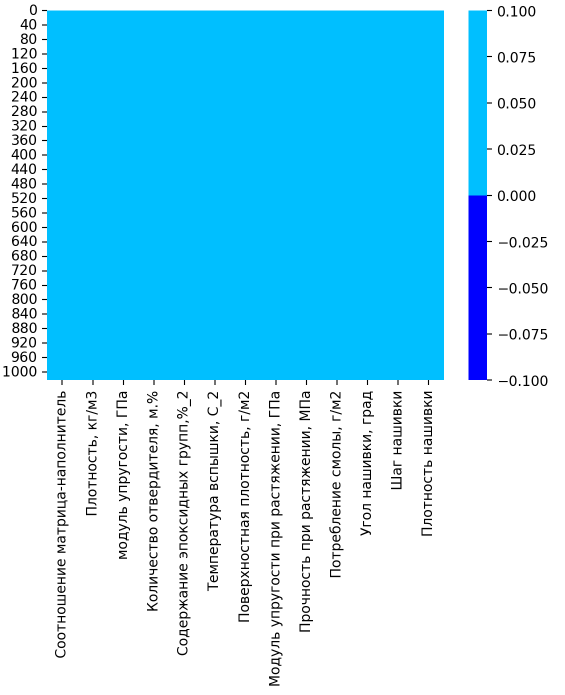 0
40
80
120
160
200
240
280
320
360
400
440
480
520
560
600
640
680
720
760
800
840
880
920
960
1000
Соотношение матрица-наполнитель
Плотность, кг/м3
модуль упругости, ГПа
Количество отвердителя, м.%
Содержание эпоксидных групп,%_2
Температура вспышки, С_2
Поверхностная плотность, г/м2
Модуль упругости при растяжении, ГПа
Прочность при растяжении, МПа
Потребление смолы, г/м2
Угол нашивки, град
Шаг нашивки
Плотность нашивки
0.100
0.075
0.050
0.025
0.000
−0.025
−0.050
−0.075
−0.100